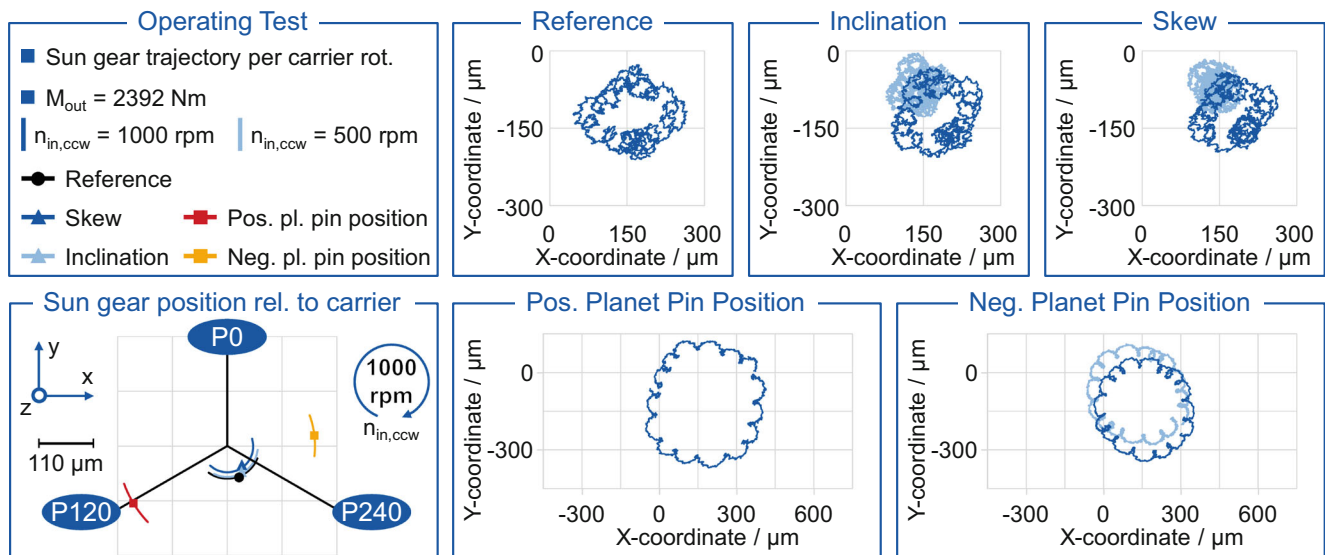 Operating Test
Sun gear trajectory per carrier rot.
M_out = 2392 Nm
n_in,ccw = 1000 rpm
n_in,ccw = 500 rpm
Reference
Skew
Pos. pl. pin position
Inclination
Neg. pl. pin position
Reference
Y-coordinate / µm
0
-150
-300
0
150
300
X-coordinate / µm
Inclination
Y-coordinate / µm
0
-150
-300
0
150
300
X-coordinate / µm
Skew
Y-coordinate / µm
0
-150
-300
0
150
300
X-coordinate / µm
Sun gear position rel. to carrier
y
x
z
110 µm
P0
P120
P240
1000
rpm
n_in,ccw
Pos. Planet Pin Position
Y-coordinate / µm
0
-300
-300
0
300
600
X-coordinate / µm
Neg. Planet Pin Position
Y-coordinate / µm
0
-300
-300
0
300
600
X-coordinate / µm